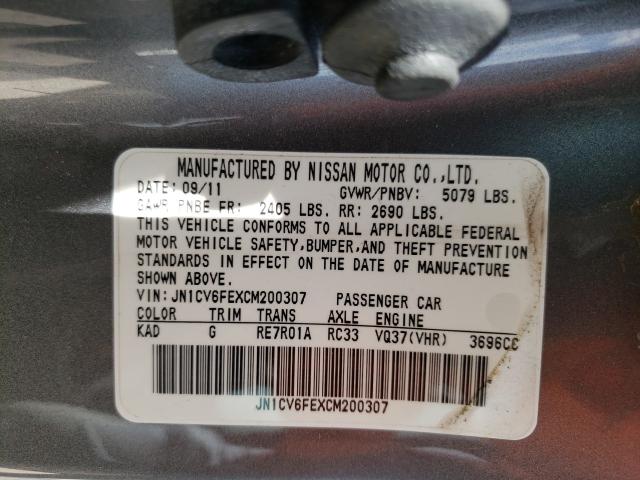 MANUFACTURED BY NISSAN MOTOR CO.,LTD.
DATE: 09/11 GVWR/PNBV: 5079 LBS.
GAWR PNBE FR: 2405 LBS. RR: 2690 LBS.
THIS VEHICLE CONFORMS TO ALL APPLICABLE FEDERAL
MOTOR VEHICLE SAFETY,BUMPER,AND THEFT PREVENTION
STANDARDS IN EFFECT ON THE DATE OF MANUFACTURE
SHOWN ABOVE.
VIN: JN1CV6FEXCM200307 PASSENGER CAR
COLOR TRIM TRANS AXLE ENGINE
KAD G RE7R01A RC33 VQ37(VHR) 3696CC
JN1CV6FEXCM200307